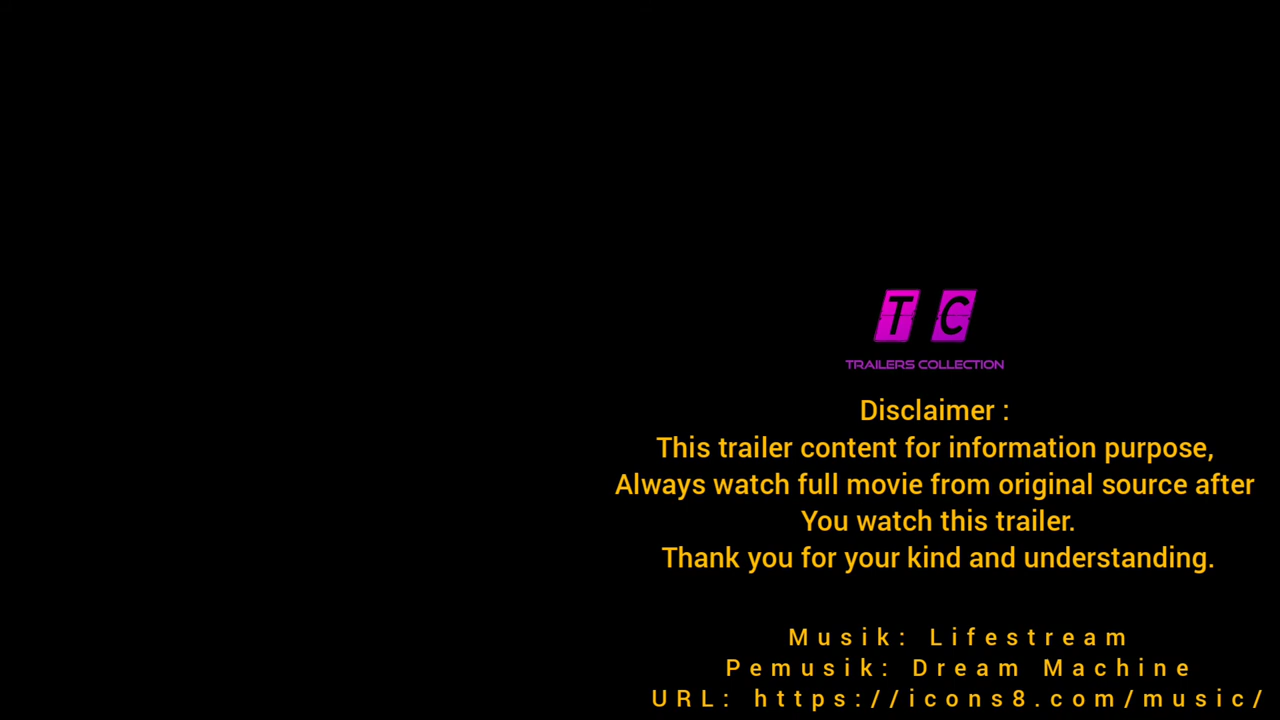 T C
TRAILERS COLLECTION
Disclaimer :
This trailer content for information purpose,
Always watch full movie from original source after
You watch this trailer.
Thank you for your kind and understanding.
Musik: Lifestream
Pemusik: Dream Machine
URL: https://icons8.com/music/